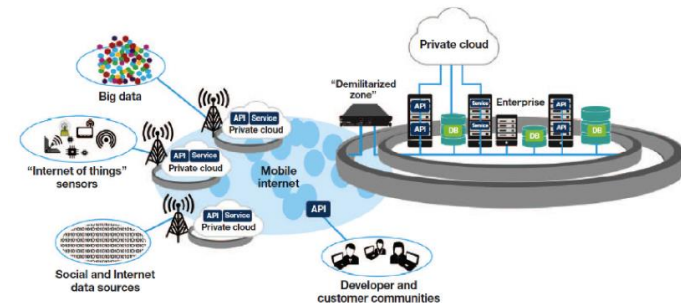 Private cloud
"Demilitarized
zone"
API
API
Service
Service
Enterprise
API
API
DB
DB
DB
Big data
API Service
Private cloud
"Internet of things"
sensors
API Service
Private cloud
Mobile
internet
API Service
Private cloud
API
Social and Internet
data sources
Developer and
customer communities